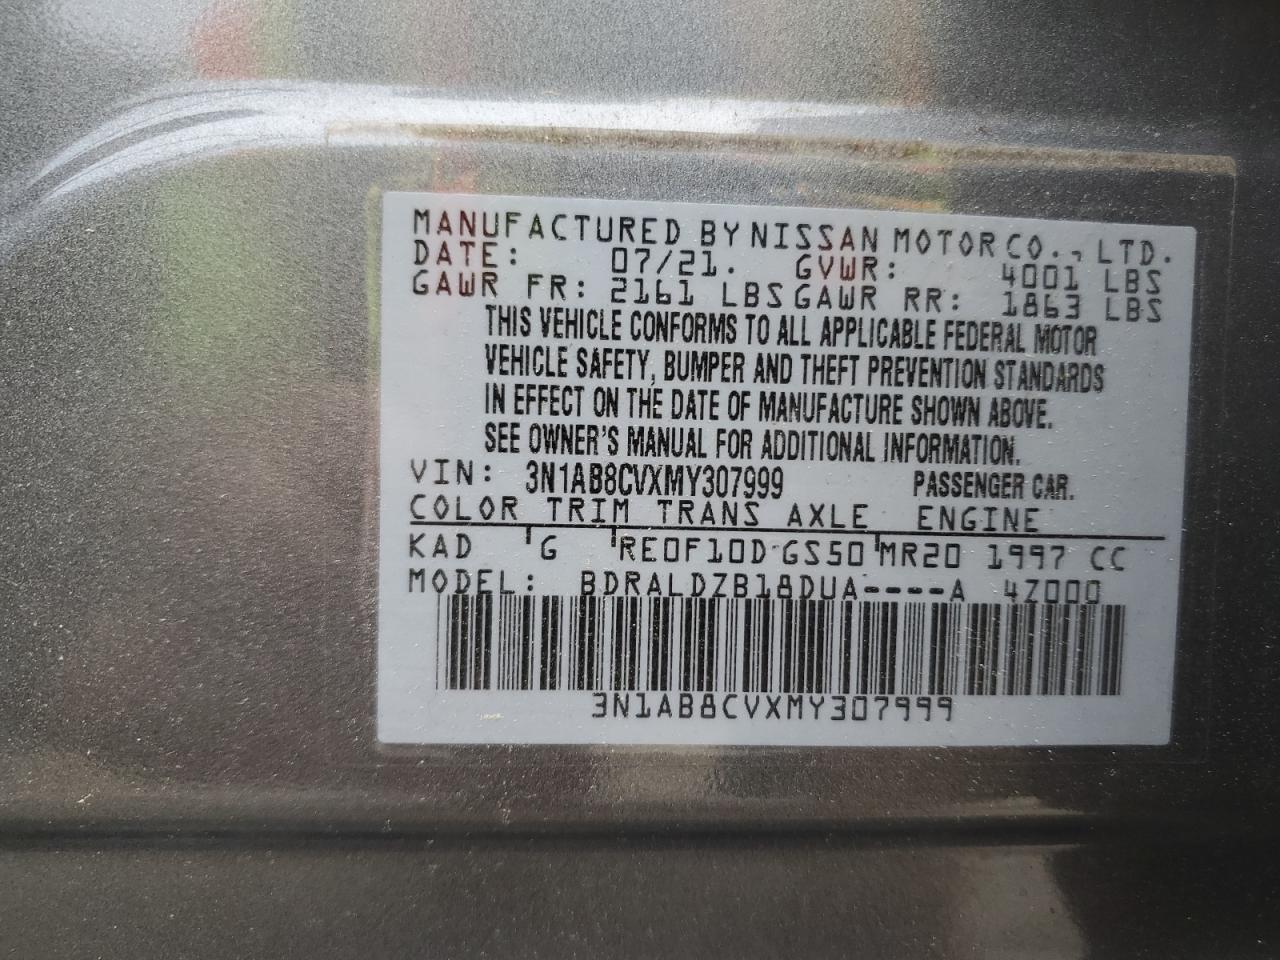 MANUFACTURED BY NISSAN MOTOR CO., LTD.
DATE: 07/21. GVWR: 4001 LBS
GAWR FR: 2161 LBS GAWR RR: 1863 LBS
THIS VEHICLE CONFORMS TO ALL APPLICABLE FEDERAL MOTOR
VEHICLE SAFETY, BUMPER AND THEFT PREVENTION STANDARDS
IN EFFECT ON THE DATE OF MANUFACTURE SHOWN ABOVE.
SEE OWNER'S MANUAL FOR ADDITIONAL INFORMATION.
VIN: 3N1AB8CVXMY307999 PASSENGER CAR.
COLOR TRIM TRANS AXLE ENGINE
KAD G RE0F10D-GS50 MR20 1997 CC
MODEL: BDRALDZB18DUA----A 4Z000
3N1AB8CVXMY307999